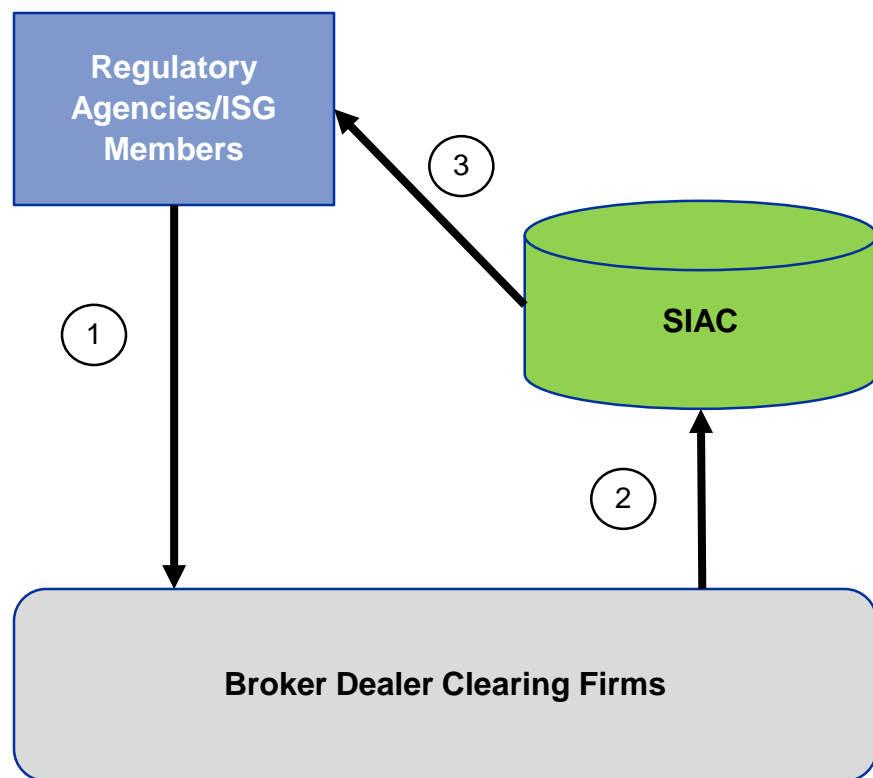 Regulatory
Agencies/ISG
Members
3
SIAC
1
2
Broker Dealer Clearing Firms